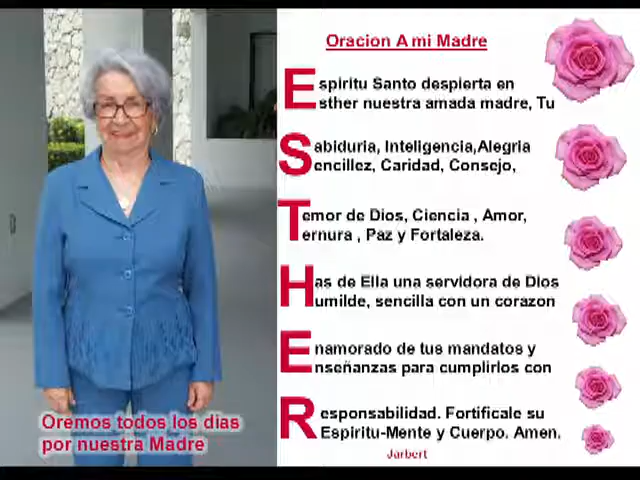 Oracion A mi Madre
Espiritu Santo despierta en
Esther nuestra amada madre, Tu
Sabiduria, Inteligencia,Alegria
Sencillez, Caridad, Consejo,
Temor de Dios, Ciencia , Amor,
Ternura , Paz y Fortaleza.
Has de Ella una servidora de Dios
Humilde, sencilla con un corazon
Enamorado de tus mandatos y
Enseñanzas para cumplirlos con
Responsabilidad. Fortificale su
Espiritu-Mente y Cuerpo. Amen.
Jarbert
Oremos todos los dias
por nuestra Madre